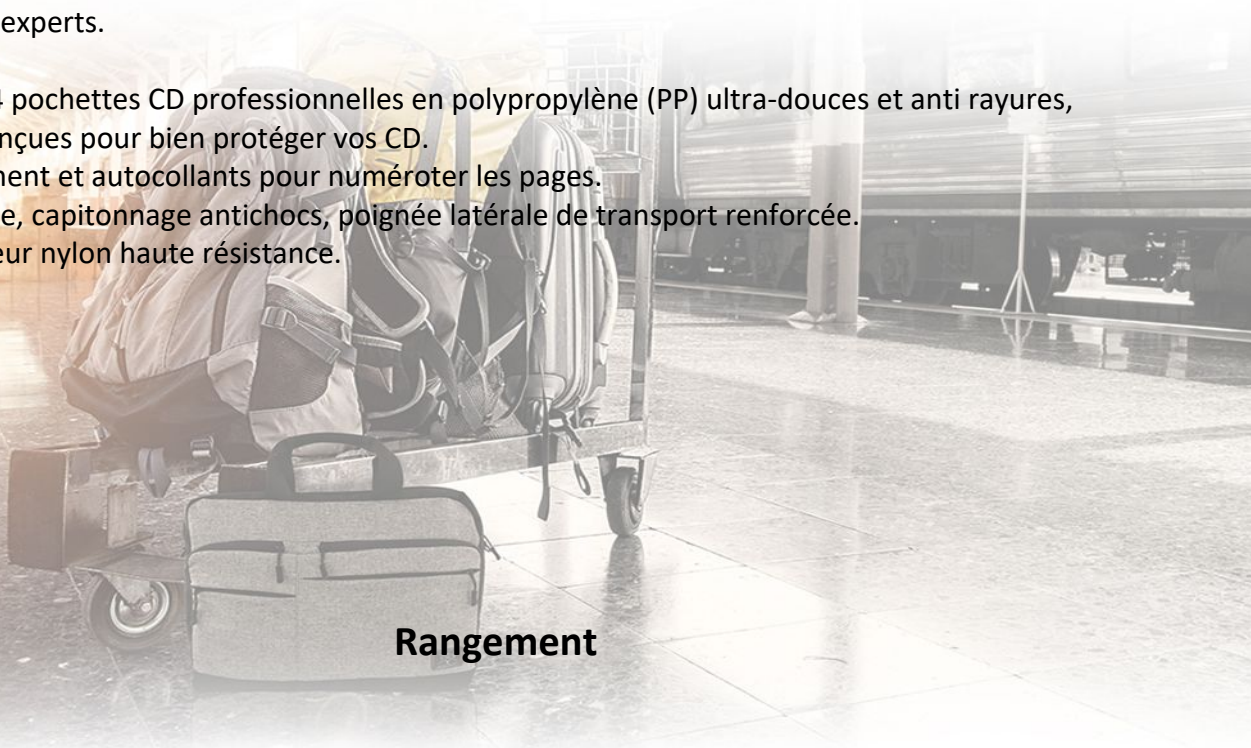 experts.
4 pochettes CD professionnelles en polypropylène (PP) ultra-douces et anti rayures,
nçues pour bien protéger vos CD.
nent et autocollants pour numéroter les pages.
e, capitonnage antichocs, poignée latérale de transport renforcée.
eur nylon haute résistance.
Rangement